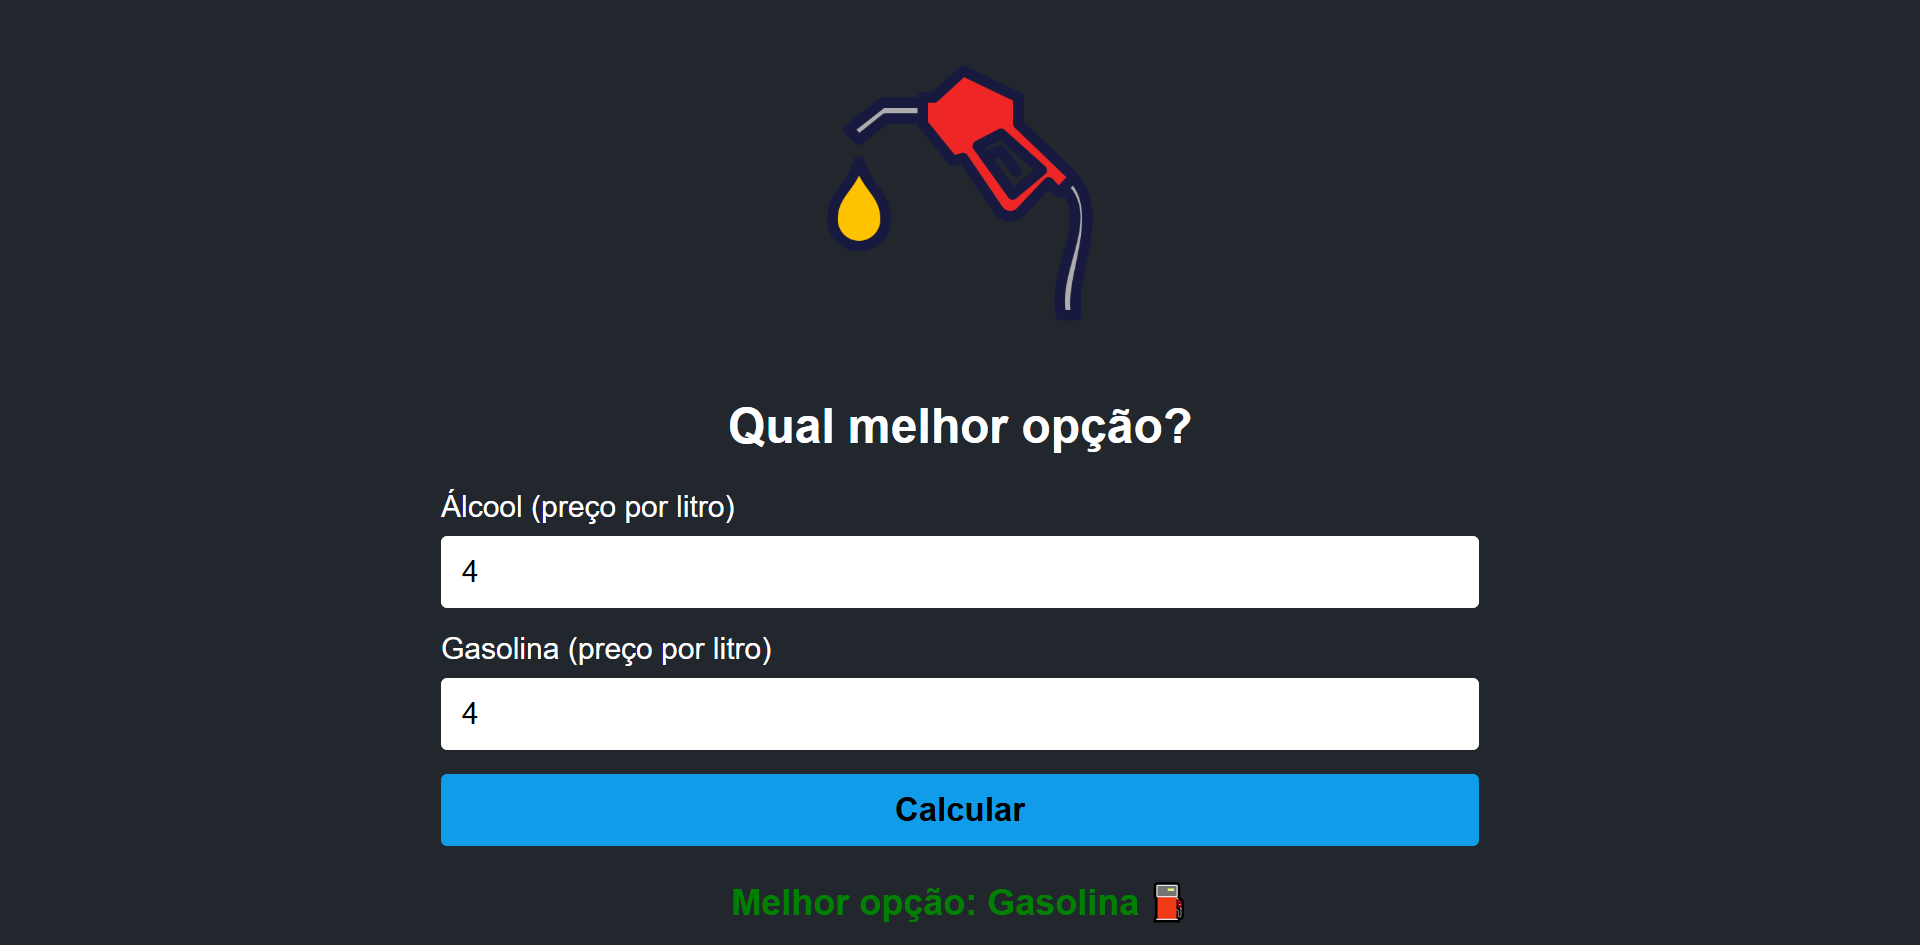 Qual melhor opção?
Álcool (preço por litro)
4
Gasolina (preço por litro)
4
Calcular
Melhor opção: Gasolina ⛽